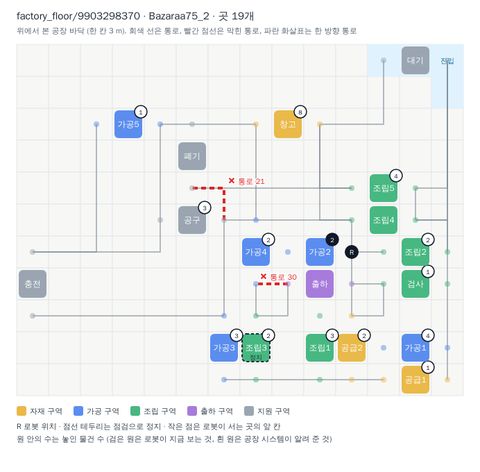 factory_floor/9903298370 · Bazaraa75_2 · 곳 19개
위에서 본 공장 바닥 (한 칸 3 m). 회색 선은 통로, 빨간 점선은 막힌 통로, 파란 화살표는 한 방향 통로
대기
진입
1
가공5
8
창고
폐기
✕ 통로 21
4
조립5
3
공구
조립4
2
가공4
2
가공2
R
2
조립2
충전
✕ 통로 30
출하
1
검사
3
가공3
2
조립3
정지
3
조립1
2
공급2
4
가공1
1
공급1
자재 구역
가공 구역
조립 구역
출하 구역
지원 구역
R 로봇 위치 · 점선 테두리는 점검으로 정지 · 작은 점은 로봇이 서는 곳의 앞 칸
원 안의 수는 놓인 물건 수 (검은 원은 로봇이 지금 보는 것, 흰 원은 공장 시스템이 알려 준 것)